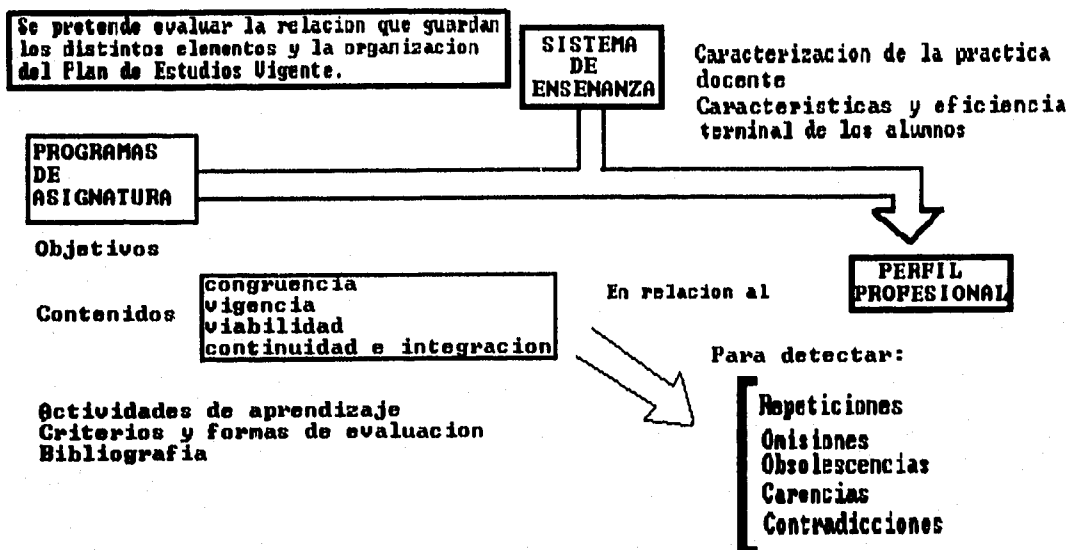 Se pretende evaluar la relacion que guardan
los distintos elementos y la organizacion
del Plan de Estudios Vigente.
SISTEMA
DE
ENSENANZA
Caracterizacion de la practica
docente
Caracteristicas y eficiencia
terminal de los alumnos
PROGRAMAS
DE
ASIGNATURA
Objetivos
Contenidos
congruencia
vigencia
viabilidad
continuidad e integracion
En relacion al
PERFIL
PROFESIONAL
Para detectar:
Repeticiones
Omisiones
Obsolescencias
Carencias
Contradicciones
Actividades de aprendizaje
Criterios y formas de evaluacion
Bibliografia